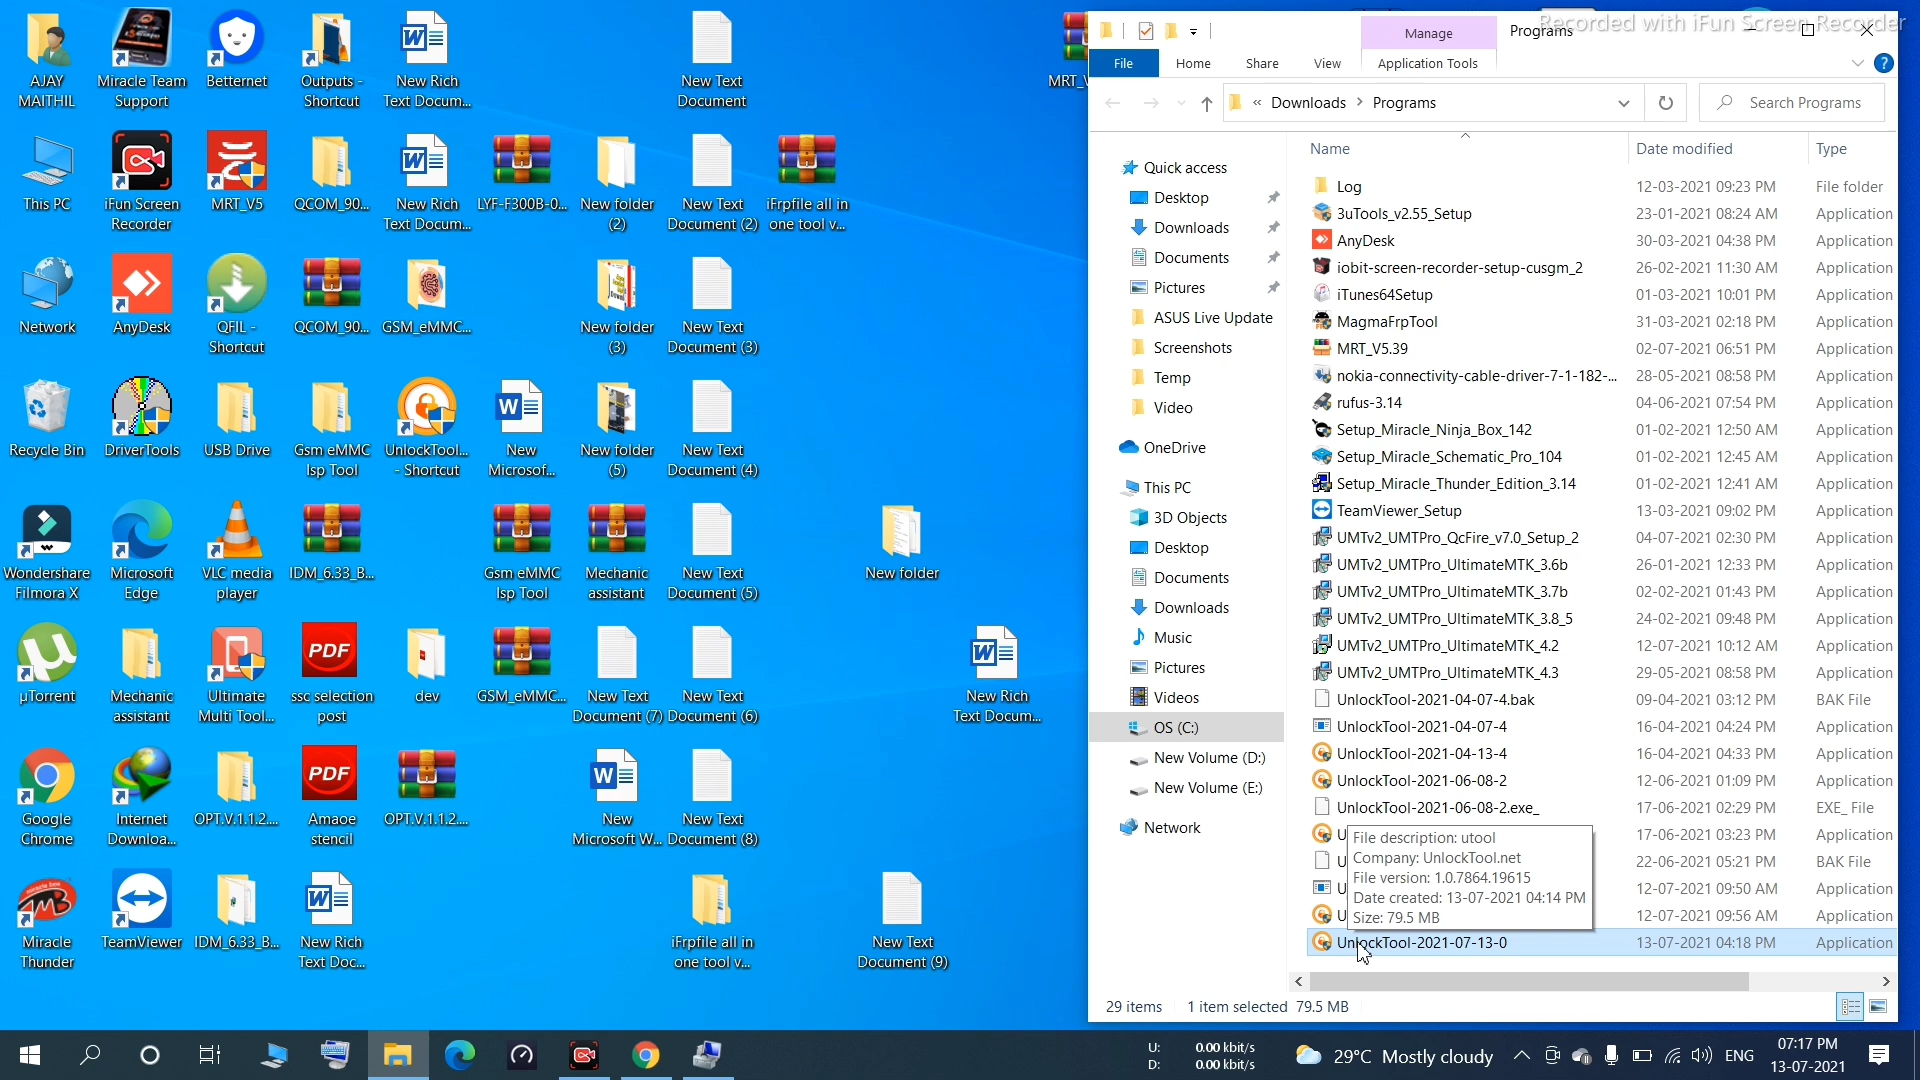 AJAY
MAITHIL
Miracle Team
Support
Betternet
Outputs -
Shortcut
New Rich
Text Docum...
New Text
Document
This PC
iFun Screen
Recorder
MRT_V5
QCOM_90...
New Rich
Text Docum...
LYF-F300B-0...
New folder
(2)
New Text
Document (2)
iFrpfile all in
one tool v...
Network
AnyDesk
QFIL -
Shortcut
QCOM_90...
GSM_eMMC...
New folder
(3)
New Text
Document (3)
Recycle Bin
DriverTools
USB Drive
Gsm eMMC
Isp Tool
UnlockTool...
- Shortcut
New
Microsof...
New folder
(5)
New Text
Document (4)
Wondershare
Filmora X
Microsoft
Edge
VLC media
player
IDM_6.33_B...
Gsm eMMC
Isp Tool
Mechanic
assistant
New Text
Document (5)
New folder
µTorrent
Mechanic
assistant
Ultimate
Multi Tool...
PDF
ssc selection
post
dev
GSM_eMMC...
New Text
Document (7)
New Text
Document (6)
New Rich
Text Docum...
Google
Chrome
Internet
Downloa...
OPT.V.1.1.2....
PDF
Amaoe
stencil
OPT.V.1.1.2....
New
Microsoft W...
New Text
Document (8)
Miracle
Thunder
TeamViewer
IDM_6.33_B...
New Rich
Text Doc...
iFrpfile all in
one tool v...
New Text
Document (9)
Recorded with iFun Screen Recorder
Manage
Programs
File
Home
Share
View
Application Tools
« Downloads > Programs
Search Programs
Name
Date modified
Type
Quick access
Desktop
Downloads
Documents
Pictures
ASUS Live Update
Screenshots
Temp
Video
OneDrive
This PC
3D Objects
Desktop
Documents
Downloads
Music
Pictures
Videos
OS (C:)
New Volume (D:)
New Volume (E:)
Network
Log 12-03-2021 09:23 PM File folder
3uTools_v2.55_Setup 23-01-2021 08:24 AM Application
AnyDesk 30-03-2021 04:38 PM Application
iobit-screen-recorder-setup-cusgm_2 26-02-2021 11:30 AM Application
iTunes64Setup 01-03-2021 10:01 PM Application
MagmaFrpTool 31-03-2021 02:18 PM Application
MRT_V5.39 02-07-2021 06:51 PM Application
nokia-connectivity-cable-driver-7-1-182-... 28-05-2021 08:58 PM Application
rufus-3.14 04-06-2021 07:54 PM Application
Setup_Miracle_Ninja_Box_142 01-02-2021 12:50 AM Application
Setup_Miracle_Schematic_Pro_104 01-02-2021 12:45 AM Application
Setup_Miracle_Thunder_Edition_3.14 01-02-2021 12:41 AM Application
TeamViewer_Setup 13-03-2021 09:02 PM Application
UMTv2_UMTPro_QcFire_v7.0_Setup_2 04-07-2021 02:30 PM Application
UMTv2_UMTPro_UltimateMTK_3.6b 26-01-2021 12:33 PM Application
UMTv2_UMTPro_UltimateMTK_3.7b 02-02-2021 01:43 PM Application
UMTv2_UMTPro_UltimateMTK_3.8_5 24-02-2021 09:48 PM Application
UMTv2_UMTPro_UltimateMTK_4.2 12-07-2021 10:12 AM Application
UMTv2_UMTPro_UltimateMTK_4.3 29-05-2021 08:58 PM Application
UnlockTool-2021-04-07-4.bak 09-04-2021 03:12 PM BAK File
UnlockTool-2021-04-07-4 16-04-2021 04:24 PM Application
UnlockTool-2021-04-13-4 16-04-2021 04:33 PM Application
UnlockTool-2021-06-08-2 12-06-2021 01:09 PM Application
UnlockTool-2021-06-08-2.exe_ 17-06-2021 02:29 PM EXE_ File
17-06-2021 03:23 PM Application
22-06-2021 05:21 PM BAK File
12-07-2021 09:50 AM Application
12-07-2021 09:56 AM Application
File description: utool
Company: UnlockTool.net
File version: 1.0.7864.19615
Date created: 13-07-2021 04:14 PM
Size: 79.5 MB
UnlockTool-2021-07-13-0 13-07-2021 04:18 PM Application
29 items 1 item selected 79.5 MB
U: 0.00 kbit/s
D: 0.00 kbit/s
29°C Mostly cloudy
ENG
07:17 PM
13-07-2021